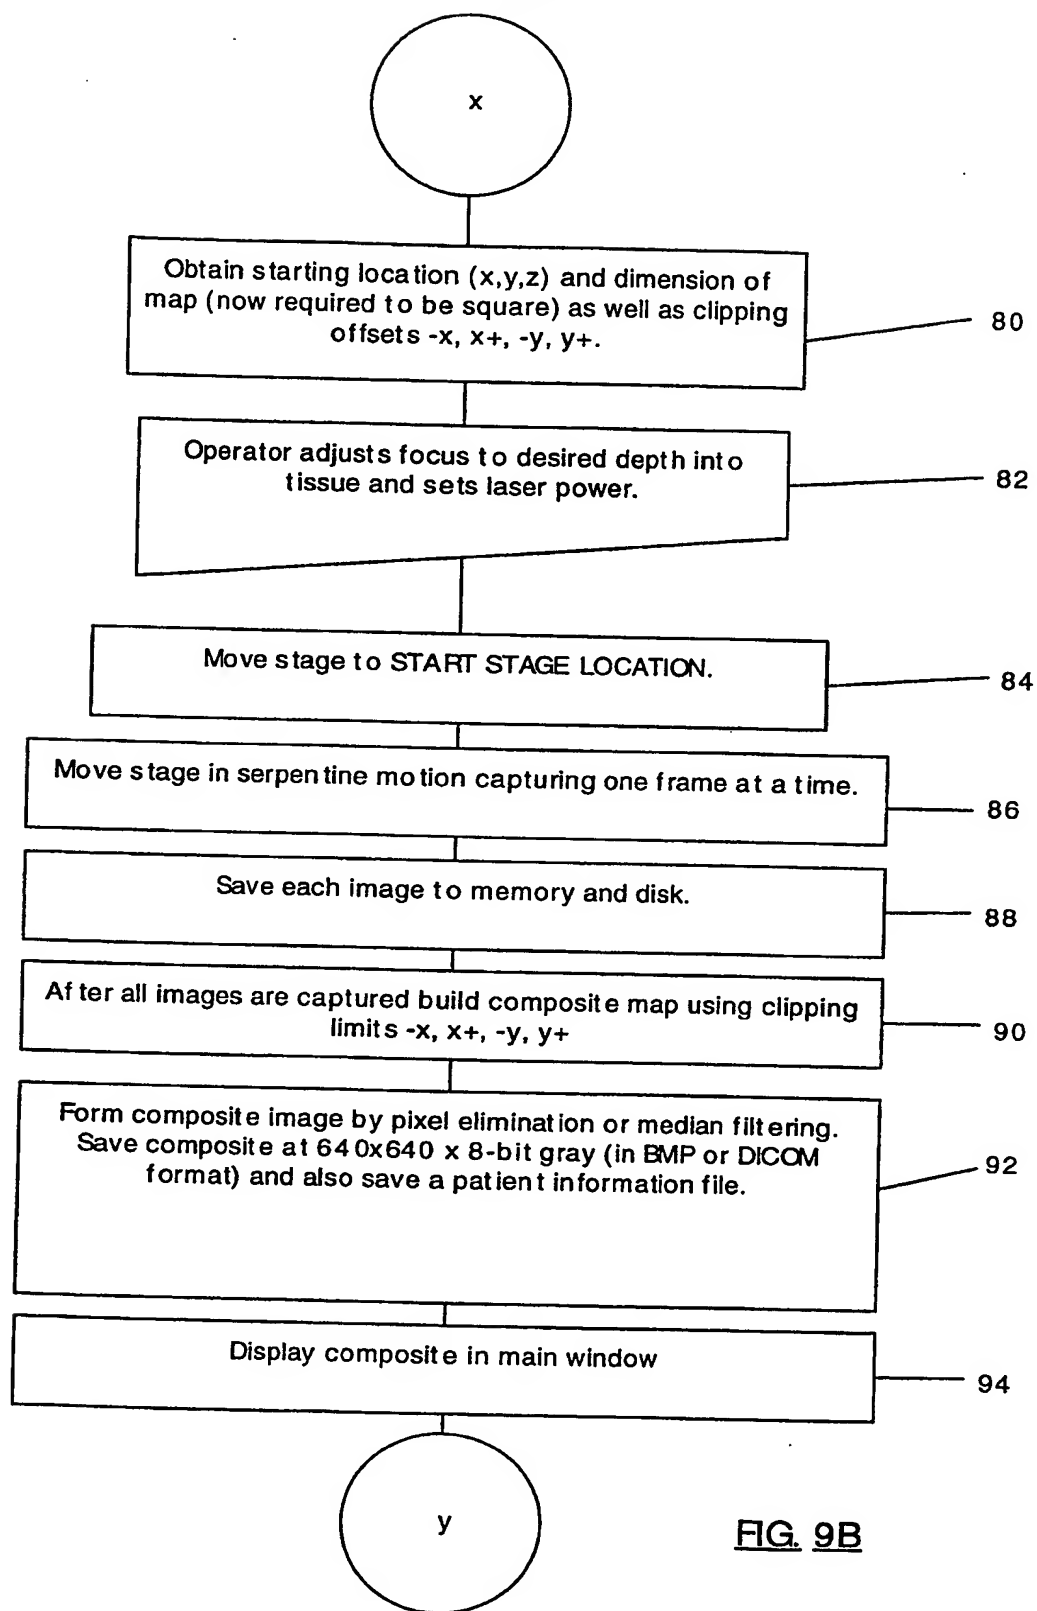 x
Obtain starting location (x,y,z) and dimension of
map (now required to be square) as well as clipping
offsets -x, x+, -y, y+.
80
Operator adjusts focus to desired depth into
tissue and sets laser power.
82
Move stage to START STAGE LOCATION.
84
Move stage in serpentine motion capturing one frame at a time.
86
Save each image to memory and disk.
88
After all images are captured build composite map using clipping
limits -x, x+, -y, y+
90
Form composite image by pixel elimination or median filtering.
Save composite at 640x640 x 8-bit gray (in BMP or DICOM
format) and also save a patient information file.
92
Display composite in main window
94
y
FIG. 9B